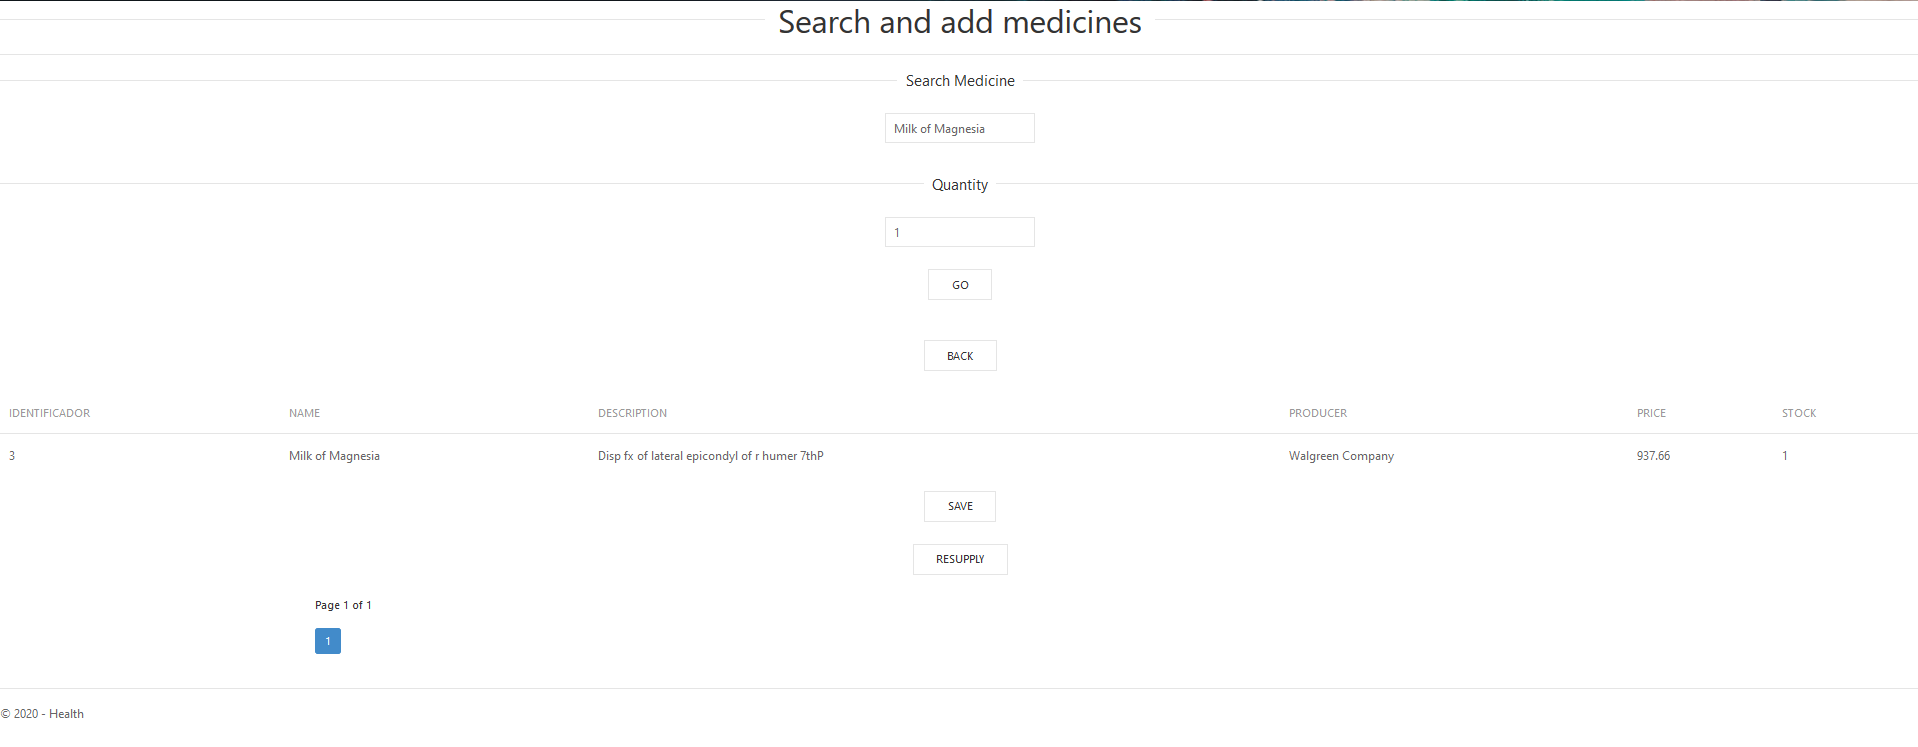 Search and add medicines
Search Medicine
Milk of Magnesia
Quantity
1
GO
BACK
IDENTIFICADOR NAME DESCRIPTION PRODUCER PRICE STOCK
3 Milk of Magnesia Disp fx of lateral epicondyl of r humer 7thP Walgreen Company 937.66 1
SAVE
RESUPPLY
Page 1 of 1
1
© 2020 - Health